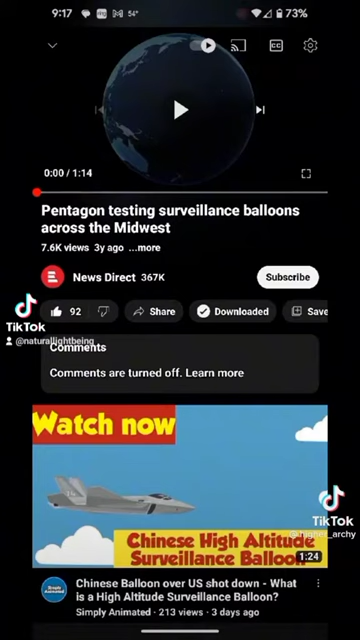 9:17
54°
73%
CC
0:00 / 1:14
Pentagon testing surveillance balloons
across the Midwest
7.6K views 3y ago ...more
News Direct 367K
Subscribe
92
Share
Downloaded
Save
TikTok
@naturallightbeing
Comments
Comments are turned off. Learn more
Watch now
Chinese High Altitude
Surveillance Balloon
1:24
TikTok
Chinese Balloon over US shot down - What
is a High Altitude Surveillance Balloon?
Simply Animated · 213 views · 3 days ago